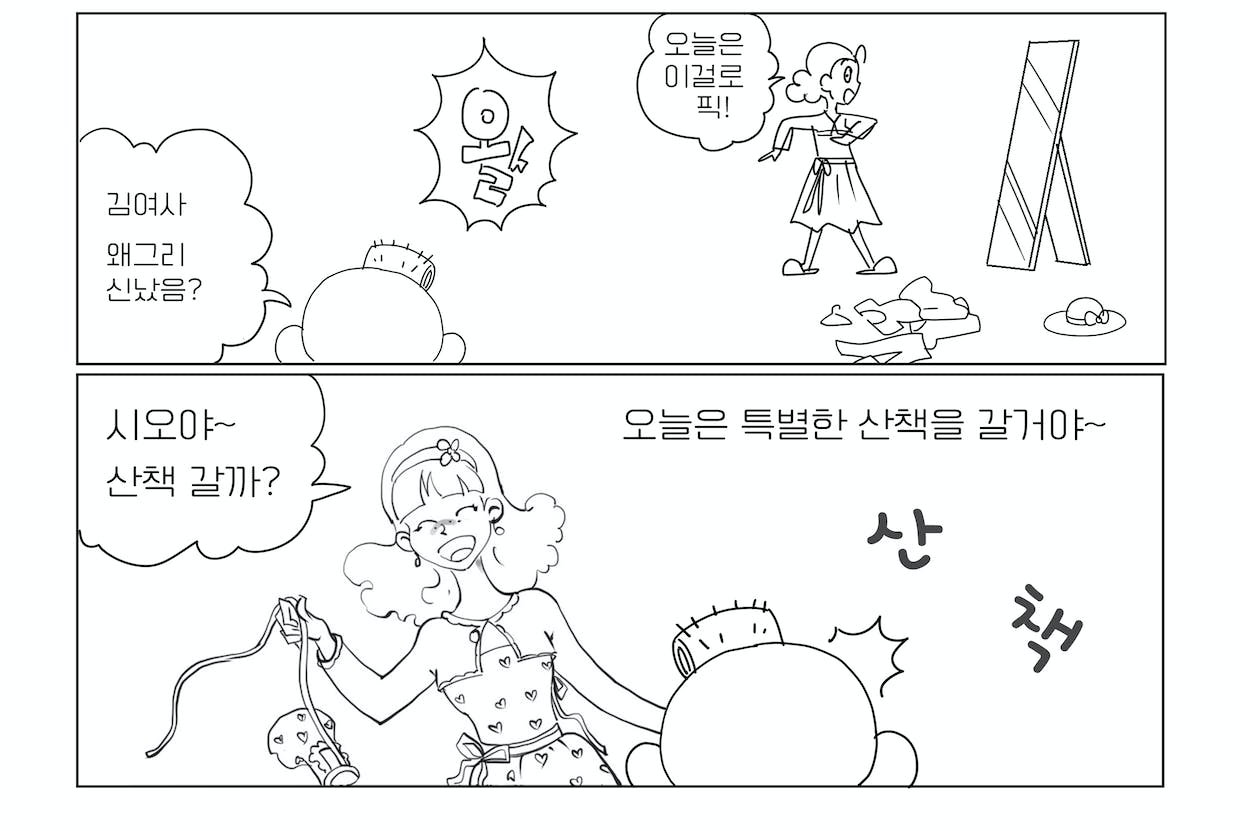 김여사
왜그리
신났음?
왈
오늘은
이걸로
픽!
시오야~
산책 갈까?
오늘은 특별한 산책을 갈거야~
산
책